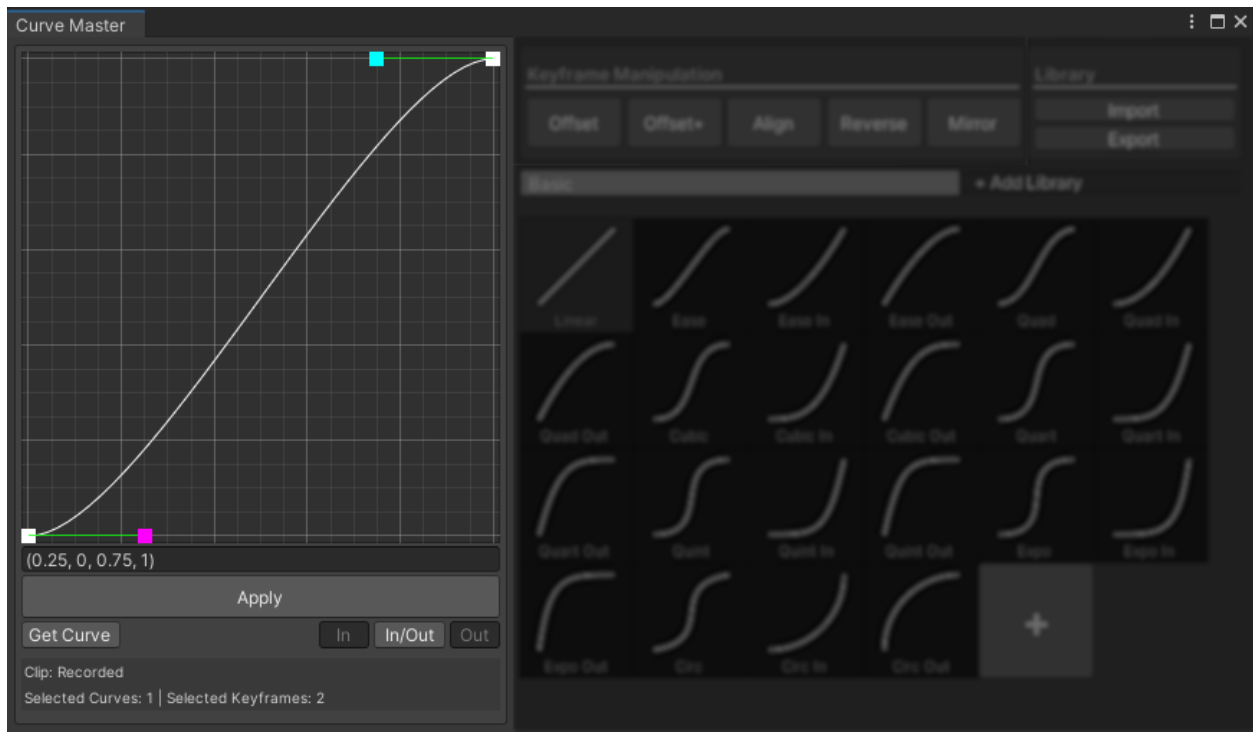 Curve Master
(0.25, 0, 0.75, 1)
Apply
Get Curve In In/Out Out
Clip: Recorded
Selected Curves: 1 | Selected Keyframes: 2
Keyframe Manipulation
Offset Offset+ Align Reverse Mirror
Library
Import
Export
Basic + Add Library
Linear Ease Ease In Ease Out Quad Quad In
Quad Out Cubic Cubic In Cubic Out Quart Quart In
Quart Out Quint Quint In Quint Out Expo Expo In
Expo Out Circ Circ In Circ Out
+